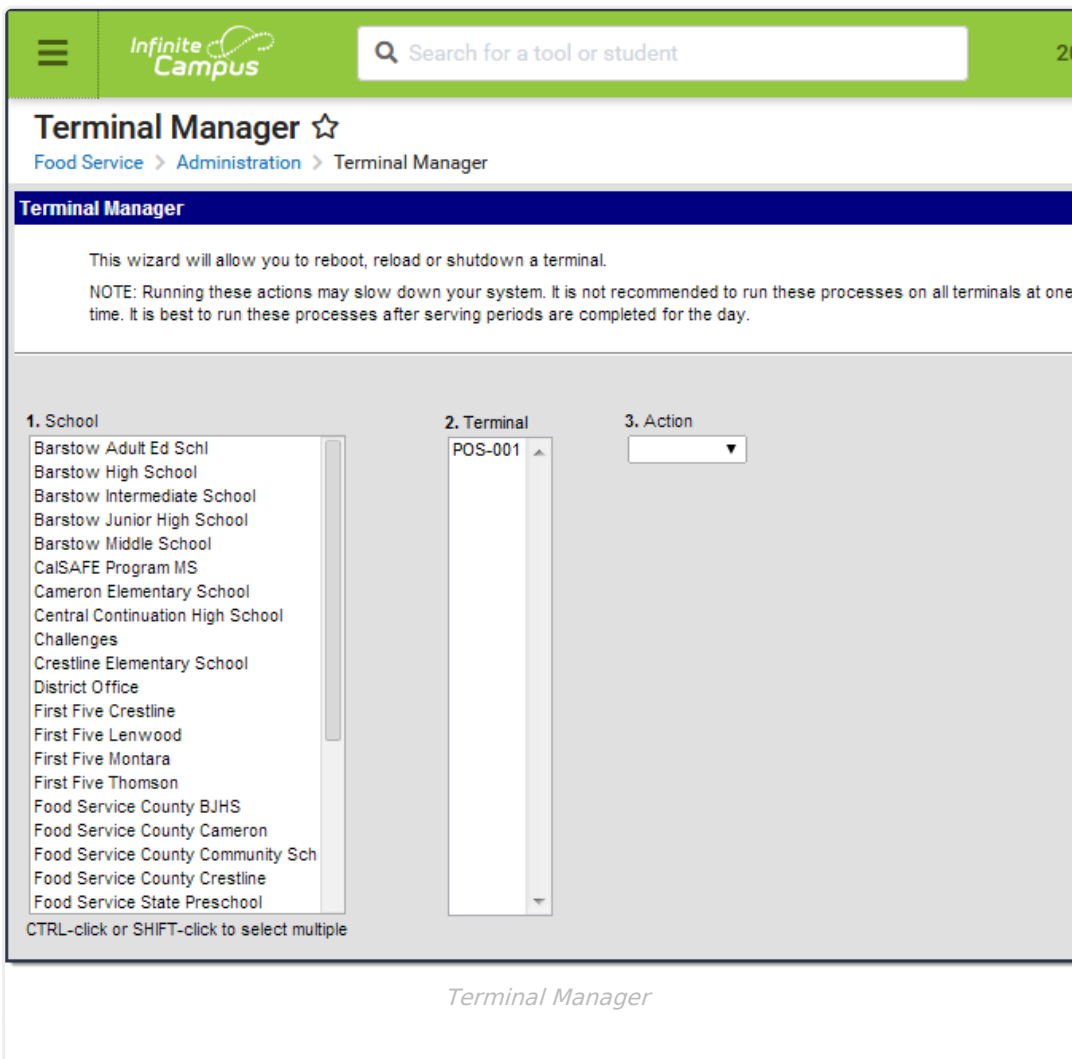 Infinite
Campus
Search for a tool or student
20
Terminal Manager
Food Service > Administration > Terminal Manager
Terminal Manager
This wizard will allow you to reboot, reload or shutdown a terminal.
NOTE: Running these actions may slow down your system. It is not recommended to run these processes on all terminals at one
time. It is best to run these processes after serving periods are completed for the day.
1. School
Barstow Adult Ed Schl
Barstow High School
Barstow Intermediate School
Barstow Junior High School
Barstow Middle School
CalSAFE Program MS
Cameron Elementary School
Central Continuation High School
Challenges
Crestline Elementary School
District Office
First Five Crestline
First Five Lenwood
First Five Montara
First Five Thomson
Food Service County BJHS
Food Service County Cameron
Food Service County Community Sch
Food Service County Crestline
Food Service State Preschool
CTRL-click or SHIFT-click to select multiple
2. Terminal
POS-001
3. Action
Terminal Manager